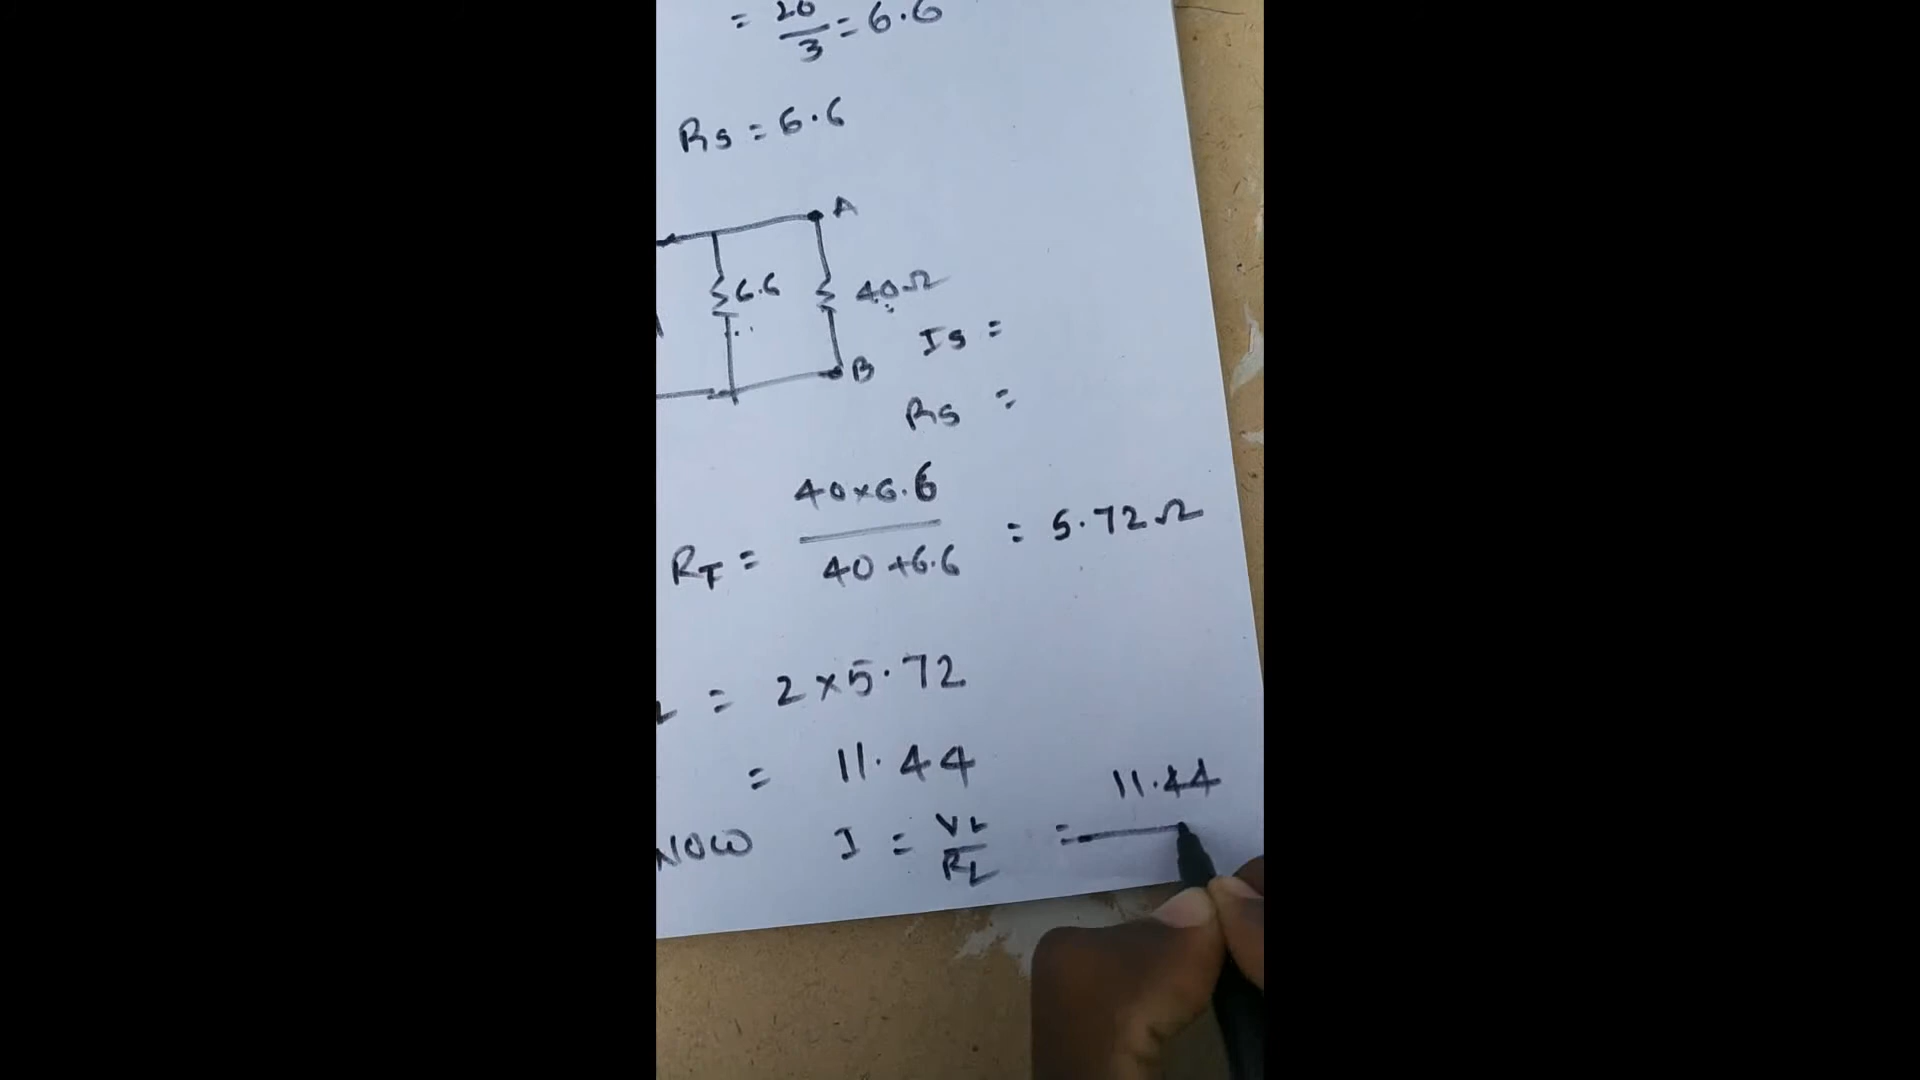 = 20/3 = 6.6
Rs = 6.6
A
6.6
40Ω
Is =
B
Rs =
RT = 40×6.6 / 40+6.6 = 5.72Ω
= 2×5.72
= 11.44
NOW I = VL/RL = 11.44